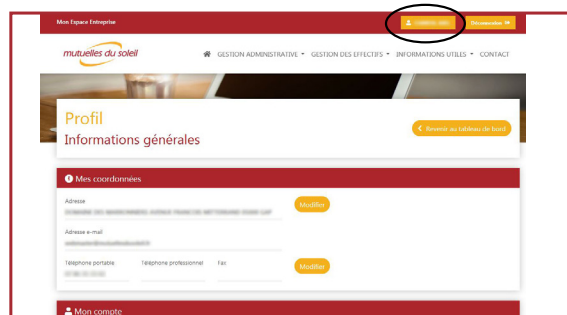 Mon Espace Entreprise
Déconnexion
mutuelles du soleil
GESTION ADMINISTRATIVE GESTION DES EFFECTIFS INFORMATIONS UTILES CONTACT
Profil
Informations générales
Revenir au tableau de bord
Mes coordonnées
Adresse
Modifier
Adresse e-mail
Téléphone portable Téléphone professionnel Fax
Modifier
Mon compte